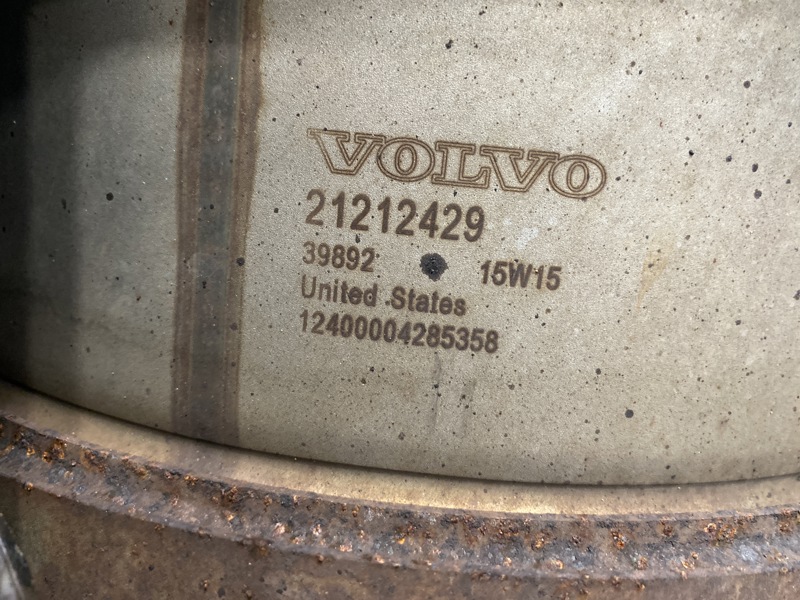 VOLVO
21212429
39892 15W15
United States
12400004285358